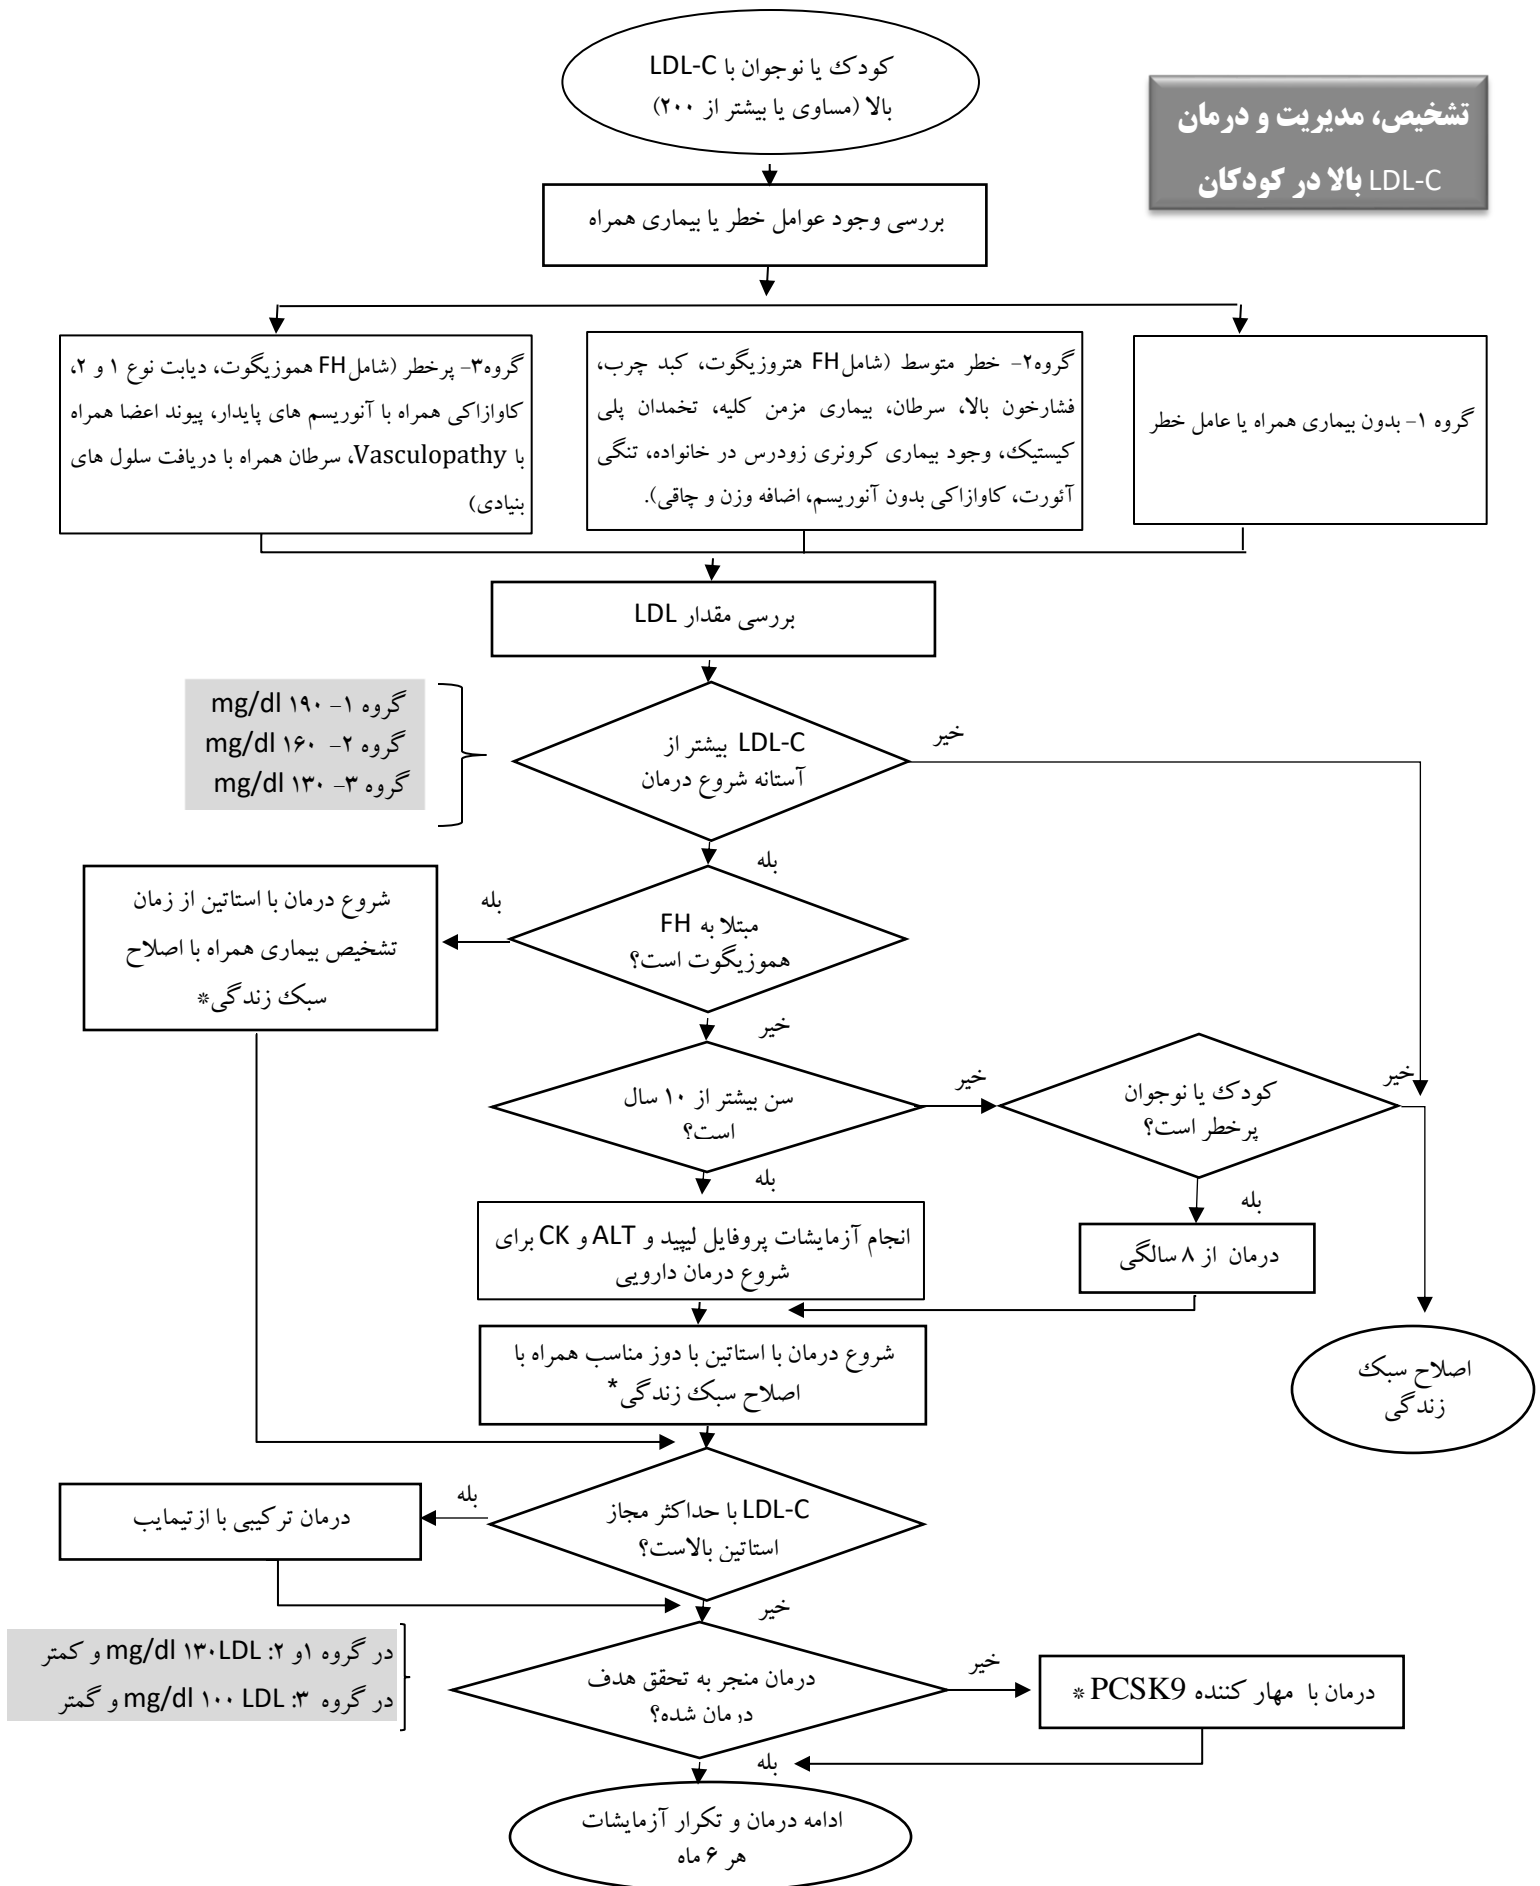 کودک یا نوجوان با LDL-C
بالا (مساوی یا بیشتر از ۲۰۰)
تشخیص، مدیریت و درمان
LDL-C بالا در کودکان
بررسی وجود عوامل خطر یا بیماری همراه
گروه ۱- بدون بیماری همراه یا عامل خطر
گروه۲- خطر متوسط (شامل FH هتروزیگوت، کبد چرب،
فشارخون بالا، سرطان، بیماری مزمن کلیه، تخمدان پلی
کیستیک، وجود بیماری کرونری زودرس در خانواده، تنگی
آئورت، کاوازاکی بدون آنوریسم، اضافه وزن و چاقی).
گروه۳- پرخطر (شامل FH هموزیگوت، دیابت نوع ۱ و ۲،
کاوازاکی همراه با آنوریسم های پایدار، پیوند اعضا همراه
با Vasculopathy، سرطان همراه با دریافت سلول های
بنیادی)
بررسی مقدار LDL
گروه ۱- ۱۹۰ mg/dl
گروه ۲- ۱۶۰ mg/dl
گروه ۳- ۱۳۰ mg/dl
LDL-C بیشتر از
آستانه شروع درمان
خیر
بله
مبتلا به FH
هموزیگوت است؟
بله
شروع درمان با استاتین از زمان
تشخیص بیماری همراه با اصلاح
سبک زندگی*
خیر
سن بیشتر از ۱۰ سال
است؟
خیر
کودک یا نوجوان
پرخطر است؟
خیر
بله
بله
انجام آزمایشات پروفایل لیپید و ALT و CK برای
شروع درمان دارویی
درمان از ۸ سالگی
شروع درمان با استاتین با دوز مناسب همراه با
اصلاح سبک زندگی*
اصلاح سبک
زندگی
LDL-C با حداکثر مجاز
استاتین بالاست؟
بله
درمان ترکیبی با ازتیمایب
خیر
در گروه ۱و ۲: LDL۱۳۰ mg/dl و کمتر
در گروه ۳: LDL ۱۰۰ mg/dl و گمتر
درمان منجر به تحقق هدف
درمان شده؟
خیر
درمان با مهار کننده PCSK9 *
بله
ادامه درمان و تکرار آزمایشات
هر ۶ ماه